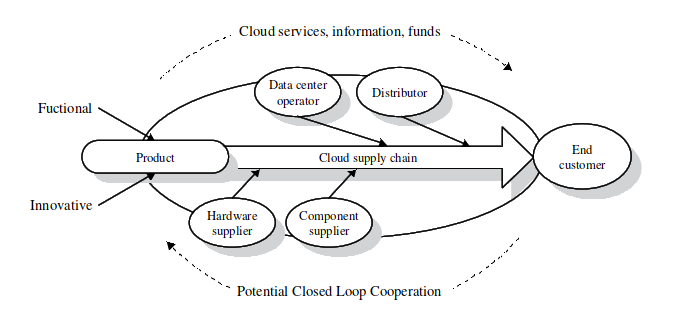 Cloud services, information, funds
Data center
operator
Distributor
Fuctional
Product
Cloud supply chain
End
customer
Innovative
Hardware
supplier
Component
supplier
Potential Closed Loop Cooperation